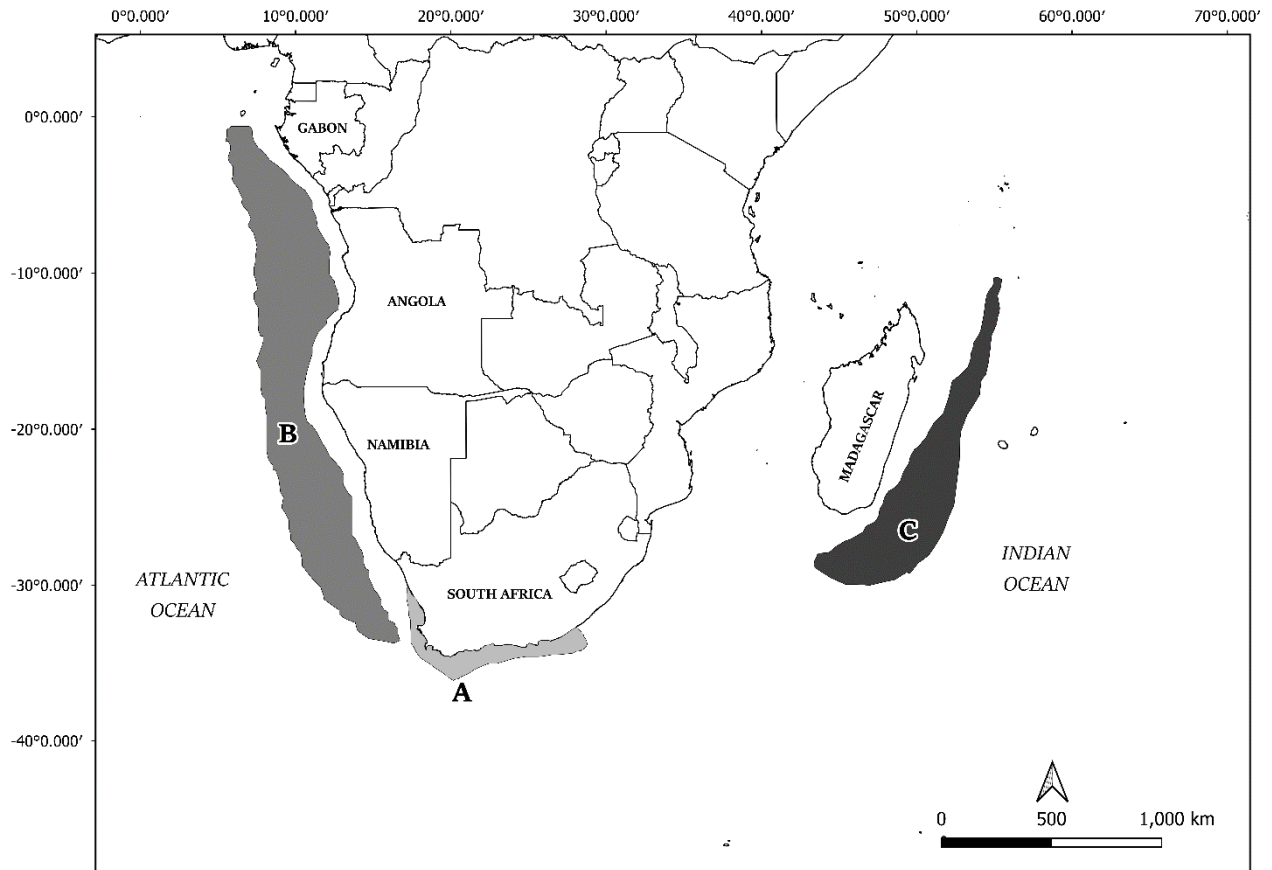 0°0.000′ 10°0.000′ 20°0.000′ 30°0.000′ 40°0.000′ 50°0.000′ 60°0.000′ 70°0.000′
0°0.000′
GABON
-10°0.000′
ANGOLA
MADAGASCAR
-20°0.000′
B
NAMIBIA
C
INDIAN
OCEAN
-30°0.000′
ATLANTIC
OCEAN
SOUTH AFRICA
A
-40°0.000′
0 500 1,000 km